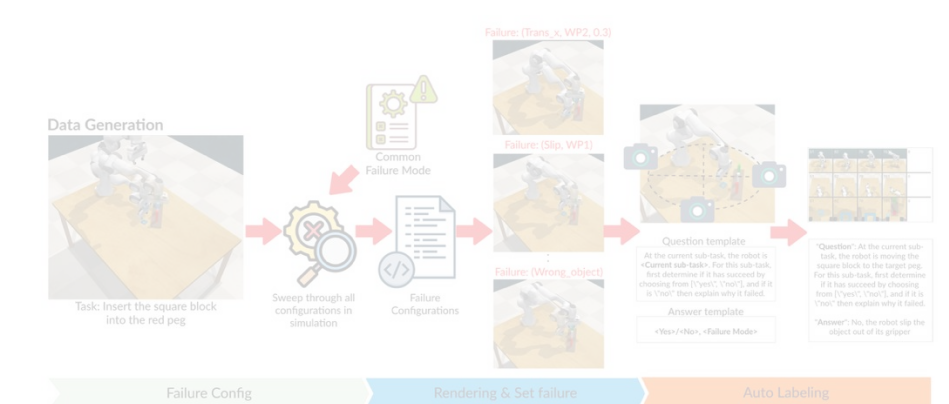 Failure: (Trans_x, WP2, 0.3)
Data Generation
Common
Failure Mode
Failure: (Slip, WP1)
Task: Insert the square block
into the red peg
Sweep through all
configurations in
simulation
Failure
Configurations
Failure: (Wrong_object)
Question template
At the current sub-task, the robot is
<Current sub-task>. For this sub-task,
first determine if it has succeed by
choosing from [\"yes\", \"no\"], and if it
is \"no\" then explain why it failed.
Answer template
<Yes>/<No>, <Failure Mode>
"Question": At the current sub-
task, the robot is moving the
square block to the target peg.
For this sub-task, first determine
if it has succeed by choosing
from [\"yes\", \"no\"], and if it is
\"no\" then explain why it failed.
"Answer": No, the robot slip the
object out of its gripper
Failure Config
Rendering & Set failure
Auto Labeling